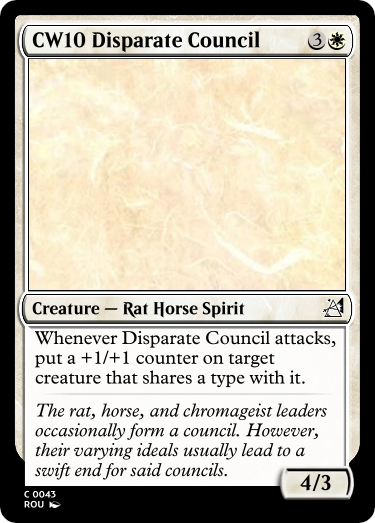 CW10 Disparate Council 3
Creature — Rat Horse Spirit
Whenever Disparate Council attacks,
put a +1/+1 counter on target
creature that shares a type with it.
The rat, horse, and chromageist leaders
occasionally form a council. However,
their varying ideals usually lead to a
swift end for said councils.
4/3
C 0043
ROU